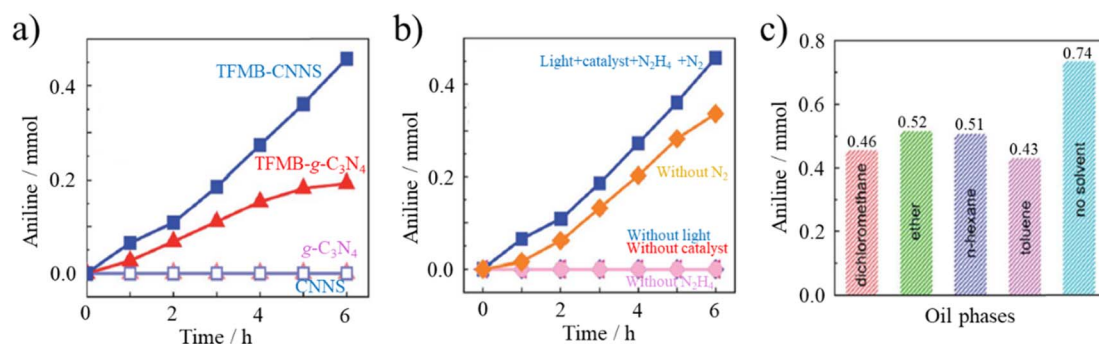 a)
Aniline / mmol
0.4
0.2
0.0
TFMB-CNNS
TFMB-g-C3N4
g-C3N4
CNNS
0 2 4 6
Time / h
b)
Aniline / mmol
0.4
0.2
0.0
Light+catalyst+N2H4 +N2
Without N2
Without light
Without catalyst
Without N2H4
0 2 4 6
Time / h
c)
Aniline / mmol
0.8
0.6
0.4
0.2
0.0
0.46
0.52
0.51
0.43
0.74
dichloromethane
ether
n-hexane
toluene
no solvent
Oil phases